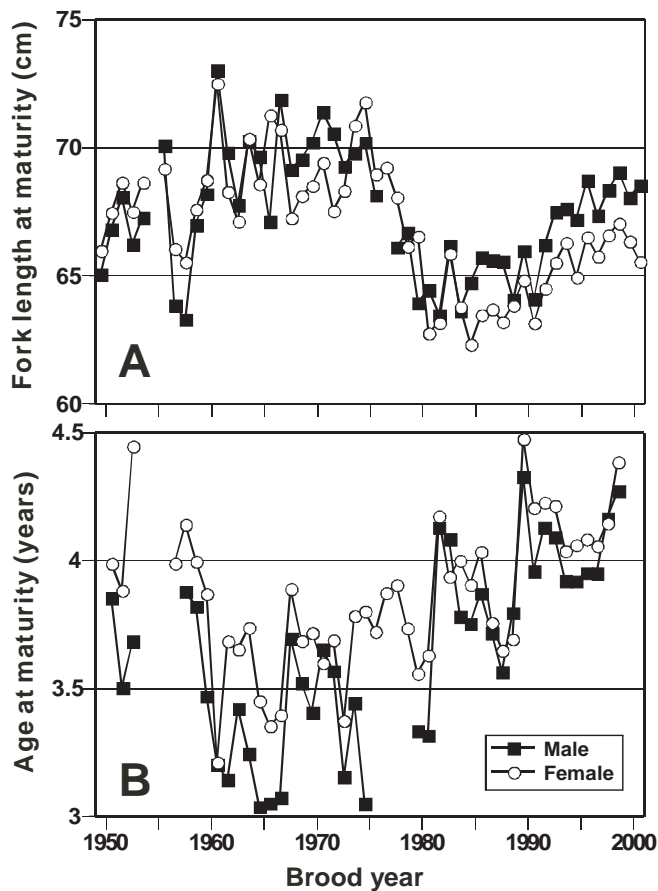 75
70
65
60
Fork length at maturity (cm)
A
4.5
4
3.5
3
Age at maturity (years)
B
Male
Female
1950 1960 1970 1980 1990 2000
Brood year